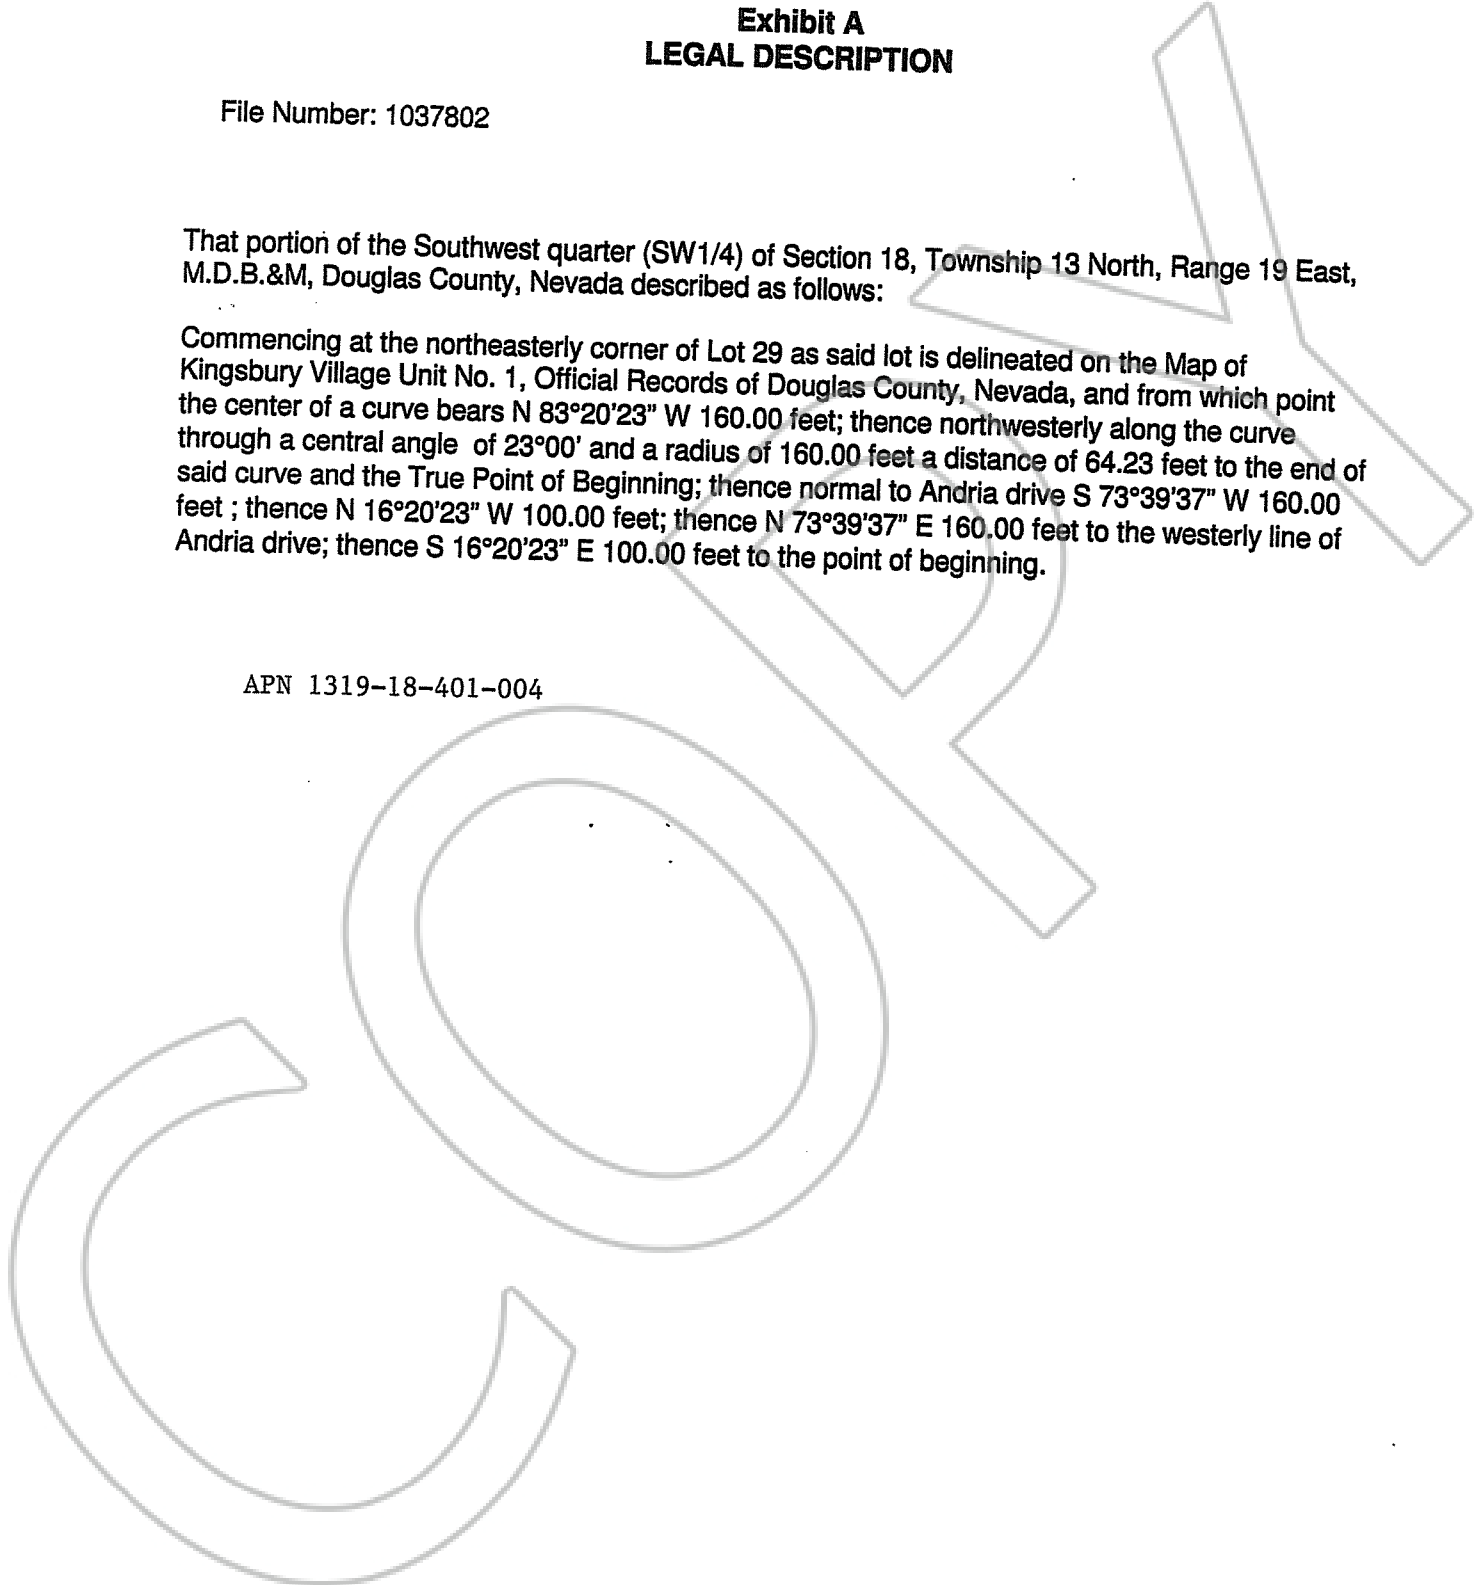 Exhibit A
LEGAL DESCRIPTION
File Number: 1037802
That portion of the Southwest quarter (SW1/4) of Section 18, Township 13 North, Range 19 East,
M.D.B.&M, Douglas County, Nevada described as follows:
Commencing at the northeasterly corner of Lot 29 as said lot is delineated on the Map of
Kingsbury Village Unit No. 1, Official Records of Douglas County, Nevada, and from which point
the center of a curve bears N 83°20'23" W 160.00 feet; thence northwesterly along the curve
through a central angle of 23°00' and a radius of 160.00 feet a distance of 64.23 feet to the end of
said curve and the True Point of Beginning; thence normal to Andria drive S 73°39'37" W 160.00
feet ; thence N 16°20'23" W 100.00 feet; thence N 73°39'37" E 160.00 feet to the westerly line of
Andria drive; thence S 16°20'23" E 100.00 feet to the point of beginning.
APN 1319-18-401-004
COPY